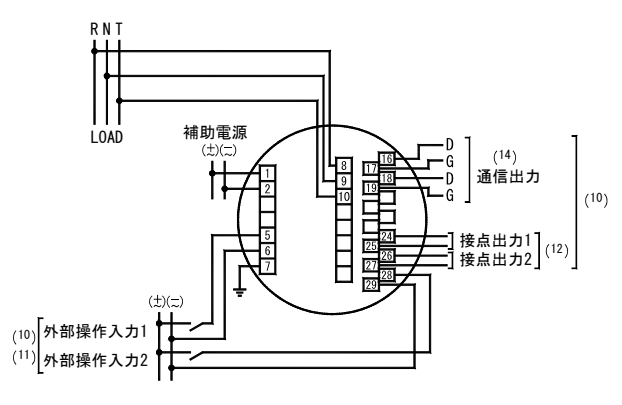 R N T
LOAD
補助電源
(±)(−)
1
2
5
6
7
8
9
10
16
17
18
19
24
25
26
27
28
29
D
G
D
G
(14)
通信出力
(10)
接点出力1
接点出力2
(12)
(±)(−)
(10)
外部操作入力1
(11)
外部操作入力2